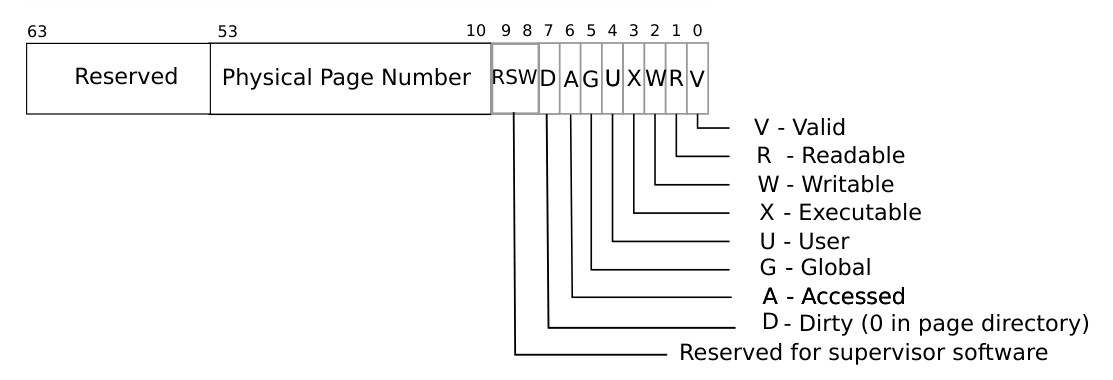 63 53 10 9 8 7 6 5 4 3 2 1 0
Reserved Physical Page Number RSW D A G U X W R V
V - Valid
R - Readable
W - Writable
X - Executable
U - User
G - Global
A - Accessed
D - Dirty (0 in page directory)
Reserved for supervisor software